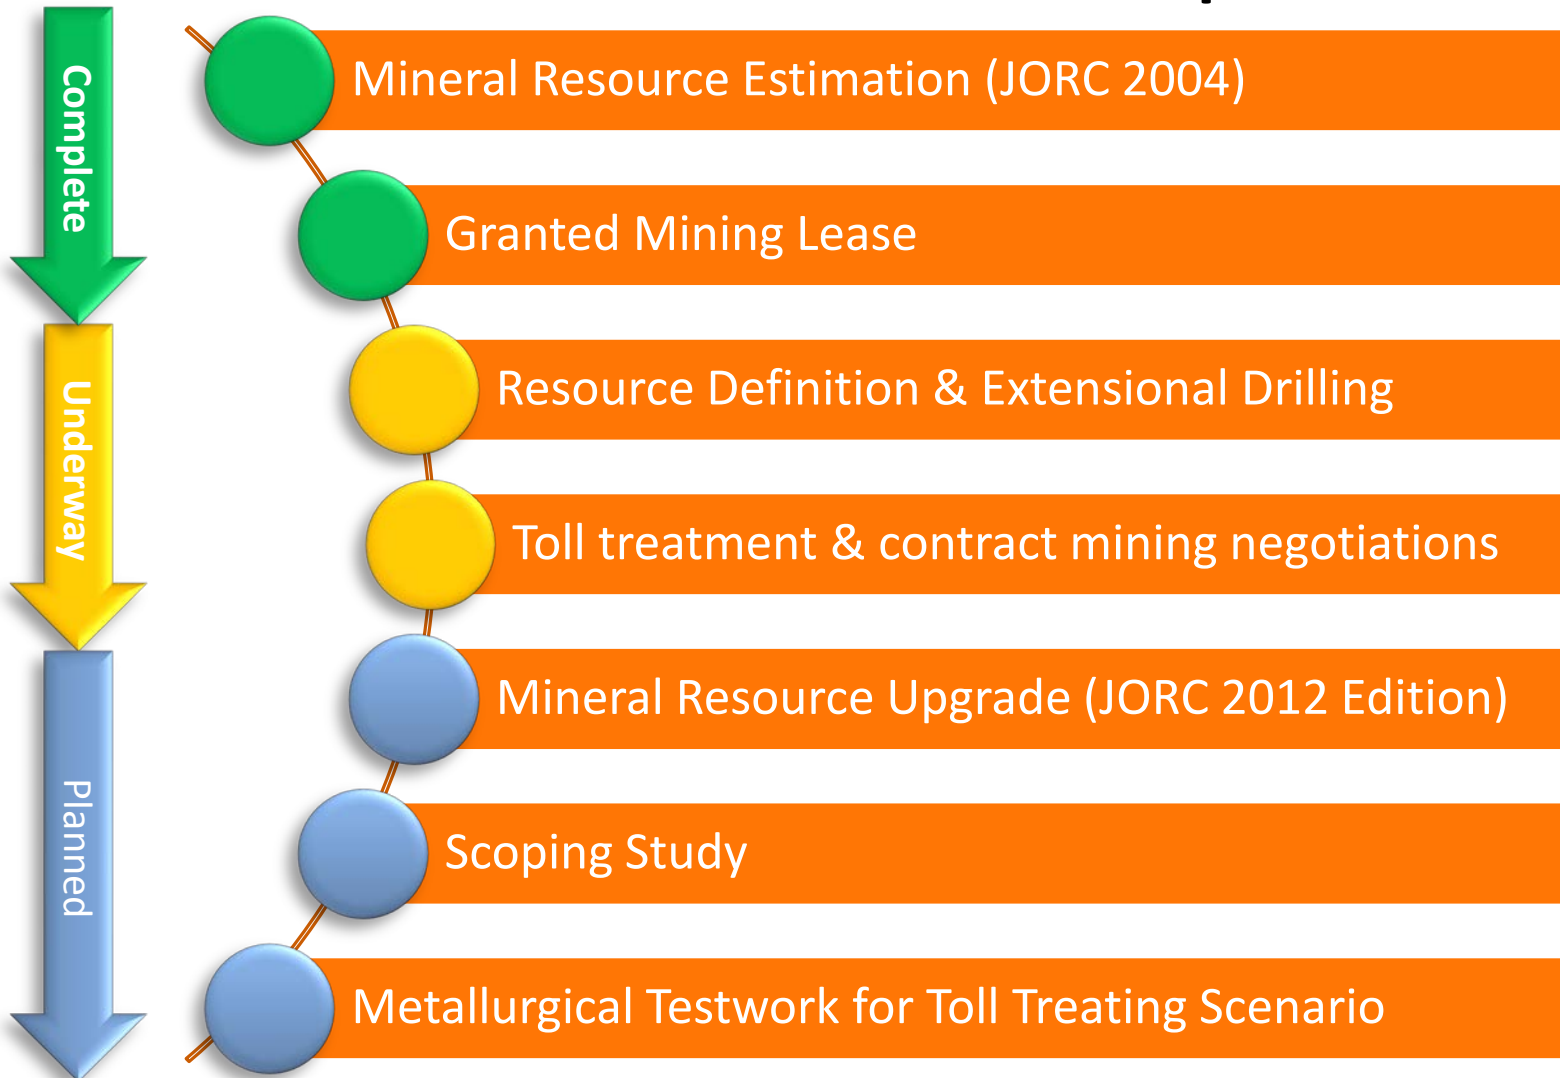 Complete
Underway
Planned
Mineral Resource Estimation (JORC 2004)
Granted Mining Lease
Resource Definition & Extensional Drilling
Toll treatment & contract mining negotiations
Mineral Resource Upgrade (JORC 2012 Edition)
Scoping Study
Metallurgical Testwork for Toll Treating Scenario